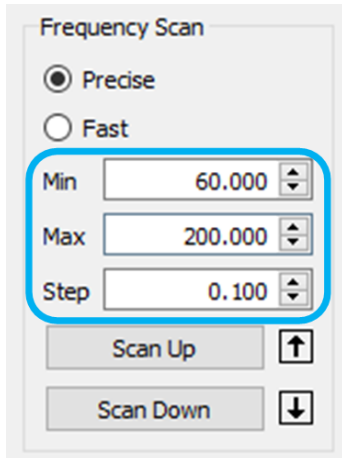 Frequency Scan
Precise
Fast
Min 60.000
Max 200.000
Step 0.100
Scan Up
Scan Down